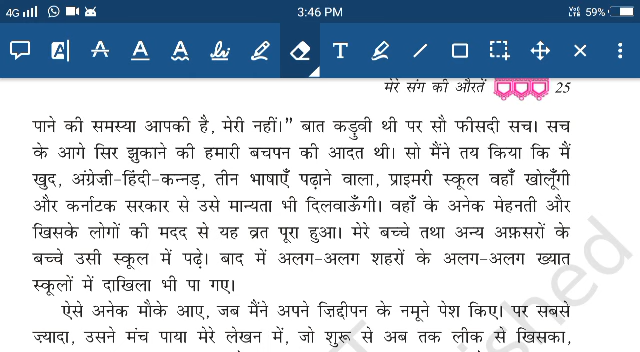 4G 3:46 PM VoD LTE 59%
A A A A T
मेरे संग की औरतें 25
पाने की समस्या आपकी है, मेरी नहीं।" बात कड़ुवी थी पर सौ फीसदी सच। सच
के आगे सिर झुकाने की हमारी बचपन की आदत थी। सो मैंने तय किया कि मैं
खुद, अंग्रेज़ी-हिंदी-कन्नड़, तीन भाषाएँ पढ़ाने वाला, प्राइमरी स्कूल वहाँ खोलूँगी
और कर्नाटक सरकार से उसे मान्यता भी दिलवाऊँगी। वहाँ के अनेक मेहनती और
खिसके लोगों की मदद से यह व्रत पूरा हुआ। मेरे बच्चे तथा अन्य अफ़सरों के
बच्चे उसी स्कूल में पढ़े। बाद में अलग-अलग शहरों के अलग-अलग ख्यात
स्कूलों में दाखिला भी पा गए।
ऐसे अनेक मौके आए, जब मैंने अपने ज़िद्दीपन के नमूने पेश किए। पर सबसे
ज़्यादा, उसने मंच पाया मेरे लेखन में, जो शुरू से अब तक लीक से खिसका,